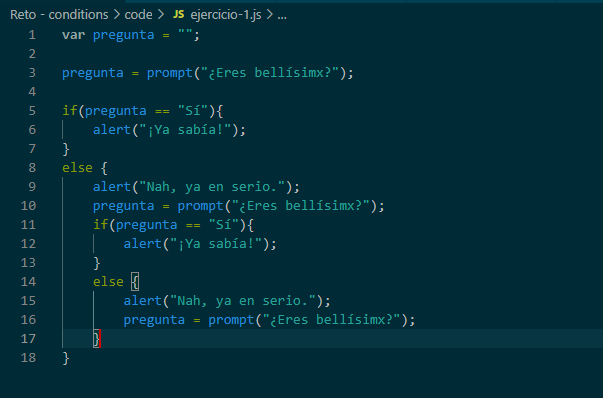 Reto - conditions > code > JS ejercicio-1.js > ...
1 var pregunta = "";
2
3 pregunta = prompt("¿Eres bellísimx?");
4
5 if(pregunta == "Sí"){
6     alert("¡Ya sabía!");
7 }
8 else {
9     alert("Nah, ya en serio.");
10     pregunta = prompt("¿Eres bellísimx?");
11     if(pregunta == "Sí"){
12         alert("¡Ya sabía!");
13     }
14     else {
15         alert("Nah, ya en serio.");
16         pregunta = prompt("¿Eres bellísimx?");
17     }
18 }